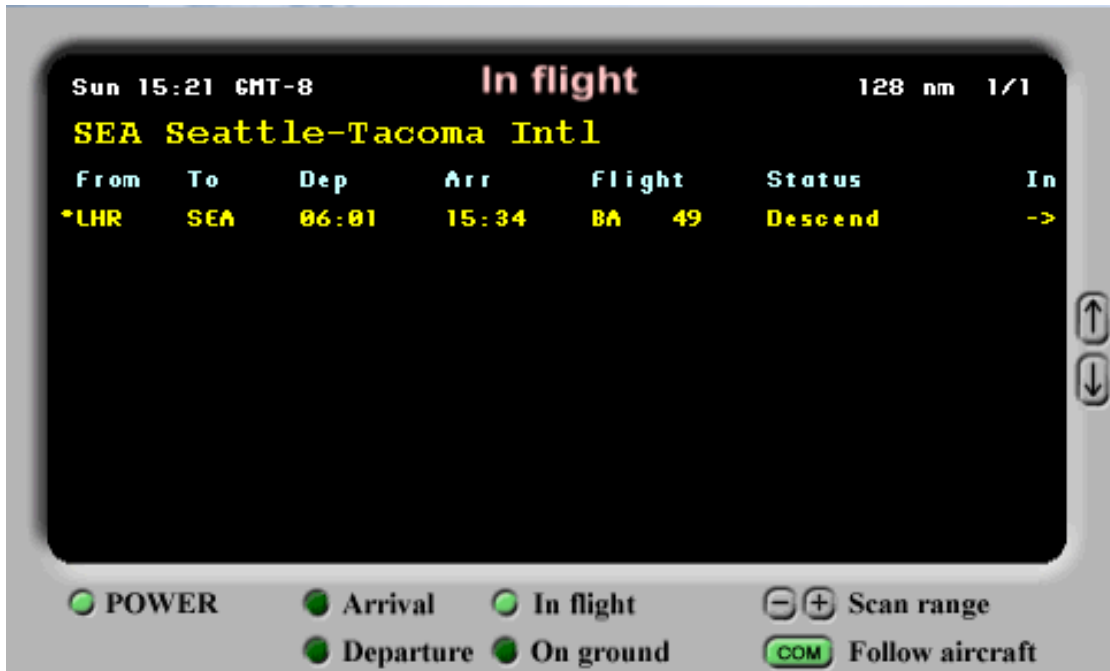 Sun 15:21 GMT-8 In flight 128 nm 1/1
SEA Seattle-Tacoma Intl
From To Dep Arr Flight Status In
*LHR SEA 06:01 15:34 BA 49 Descend ->
POWER Arrival In flight - + Scan range
Departure On ground COM Follow aircraft